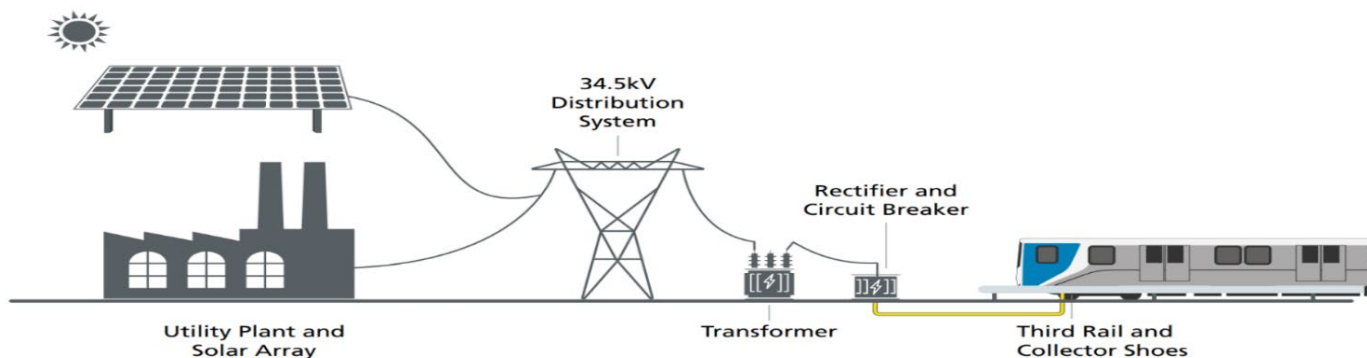 34.5kV
Distribution
System
Rectifier and
Circuit Breaker
Utility Plant and
Solar Array
Transformer
Third Rail and
Collector Shoes